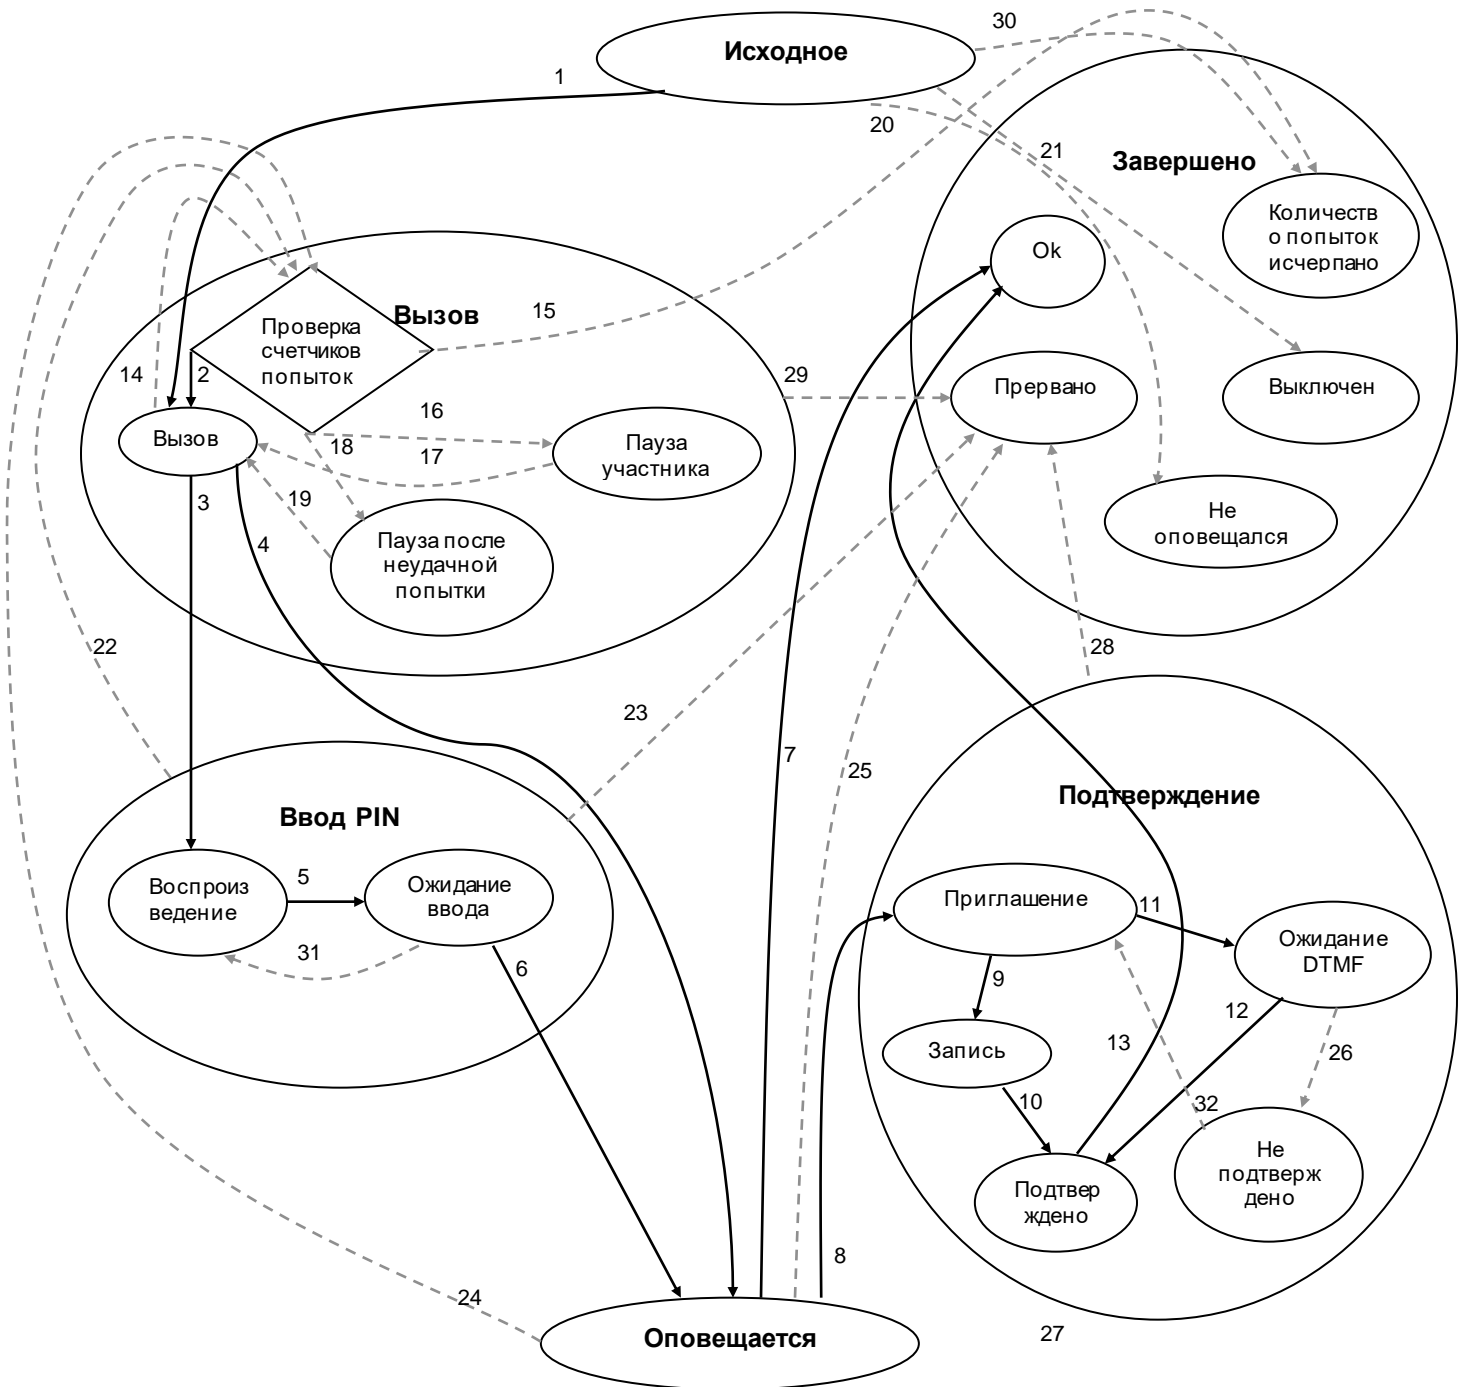 30
Исходное
1
20
21
Завершено
Количеств
о попыток
исчерпано
Ok
15
Вызов
Проверка
счетчиков
попыток
14
2
29
Прервано
Выключен
16
Вызов
18
17
Пауза
участника
3
19
4
Пауза после
неудачной
попытки
Не
оповещался
22
28
23
7
25
Подтверждение
Ввод PIN
5
Воспроиз
ведение
Ожидание
ввода
31
6
Приглашение
11
Ожидание
DTMF
9
12
Запись
13
26
10
32
Не
подтверж
дено
Подтвер
ждено
8
24
27
Оповещается